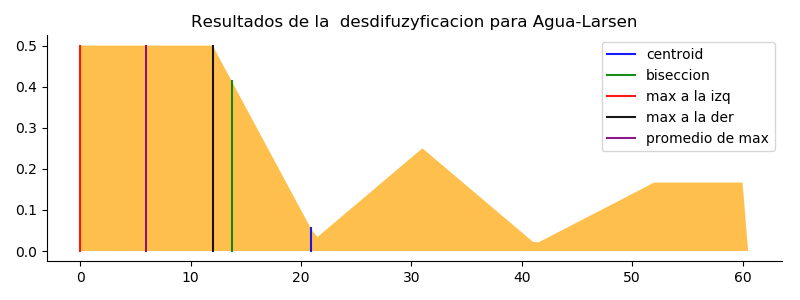 Resultados de la  desdifuzyficacion para Agua-Larsen
0.5
0.4
0.3
0.2
0.1
0.0
0 10 20 30 40 50 60
centroid
biseccion
max a la izq
max a la der
promedio de max